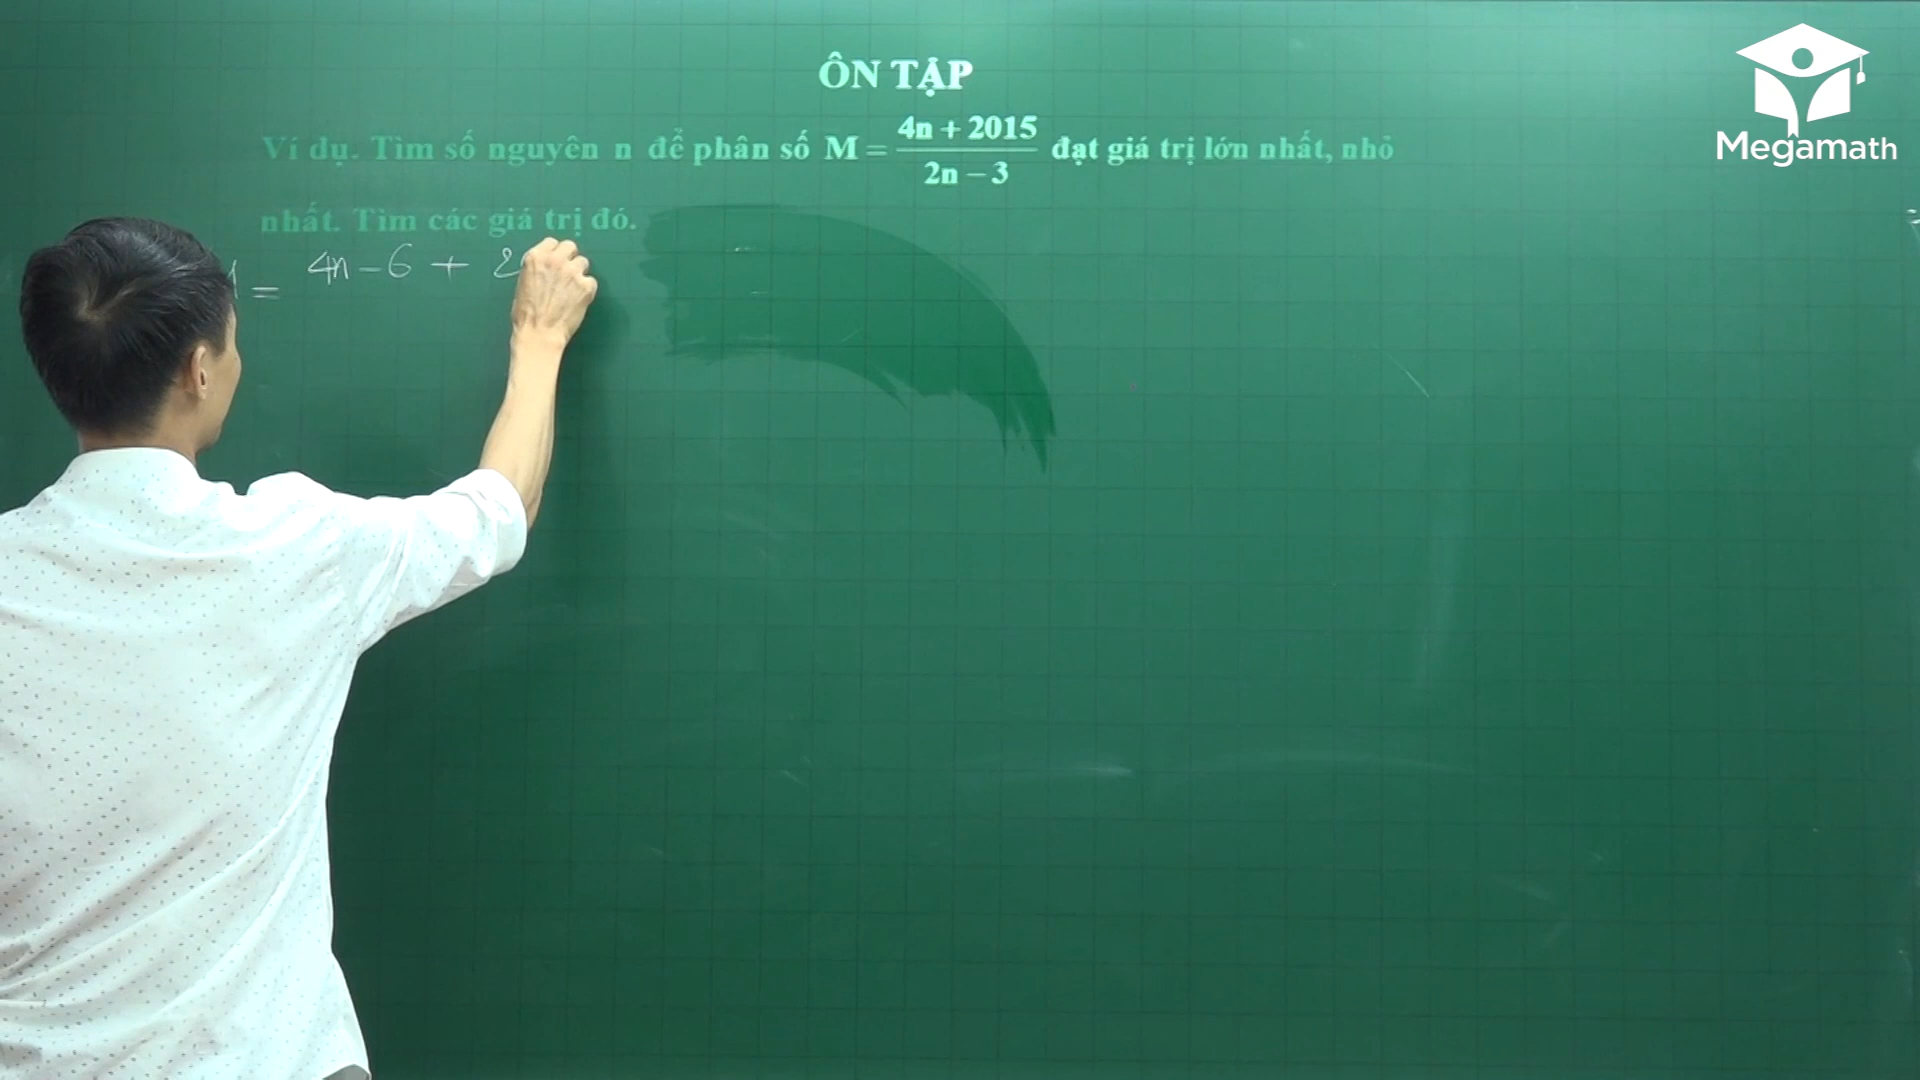 ÔN TẬP
Ví dụ. Tìm số nguyên n để phân số M = (4n + 2015)/(2n – 3) đạt giá trị lớn nhất, nhỏ
nhất. Tìm các giá trị đó.
= 4n - 6 + 2
Megamath